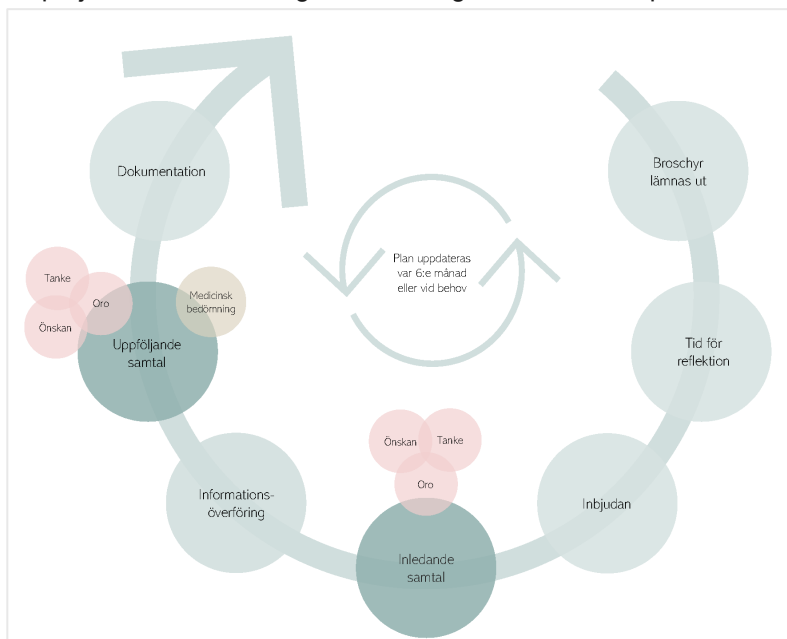 Broschyr
lämnas ut
Tid för
reflektion
Inbjudan
Önskan
Tanke
Oro
Inledande
samtal
Informations-
överföring
Tanke
Oro
Önskan
Medicinsk
bedömning
Uppföljande
samtal
Dokumentation
Plan uppdateras
var 6:e månad
eller vid behov